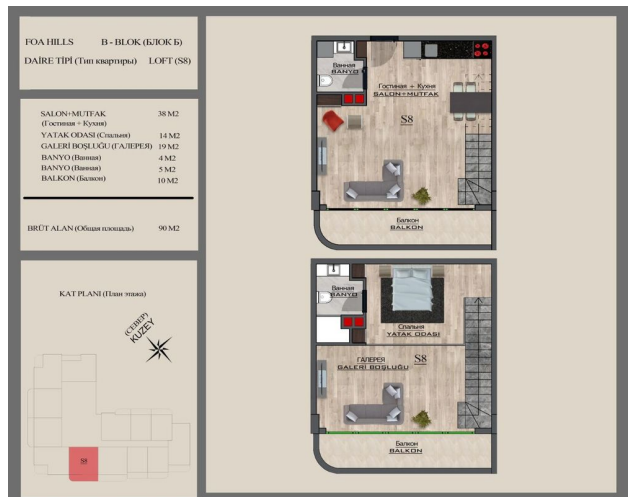 FOA HILLS B - BLOK (БЛОК Б)
DAİRE TİPİ (Тип квартиры) LOFT (S8)
SALON+MUTFAK 38 M2
(Гостиная + Кухня)
YATAK ODASI (Спальня) 14 M2
GALERİ BOŞLUĞU (ГАЛЕРЕЯ) 19 M2
BANYO (Ванная) 4 M2
BANYO (Ванная) 5 M2
BALKON (Балкон) 10 M2
BRÜT ALAN (Общая площадь) 90 M2
KAT PLANI (План этажа)
(СЕВЕР)
KUZEY
S8
Ванная
BANYO
Гостиная + Кухня
SALON+MUTFAK
S8
Балкон
BALKON
Ванная
BANYO
Спальня
YATAK ODASI
ГАЛЕРЕЯ S8
GALERİ BOŞLUĞU
Балкон
BALKON